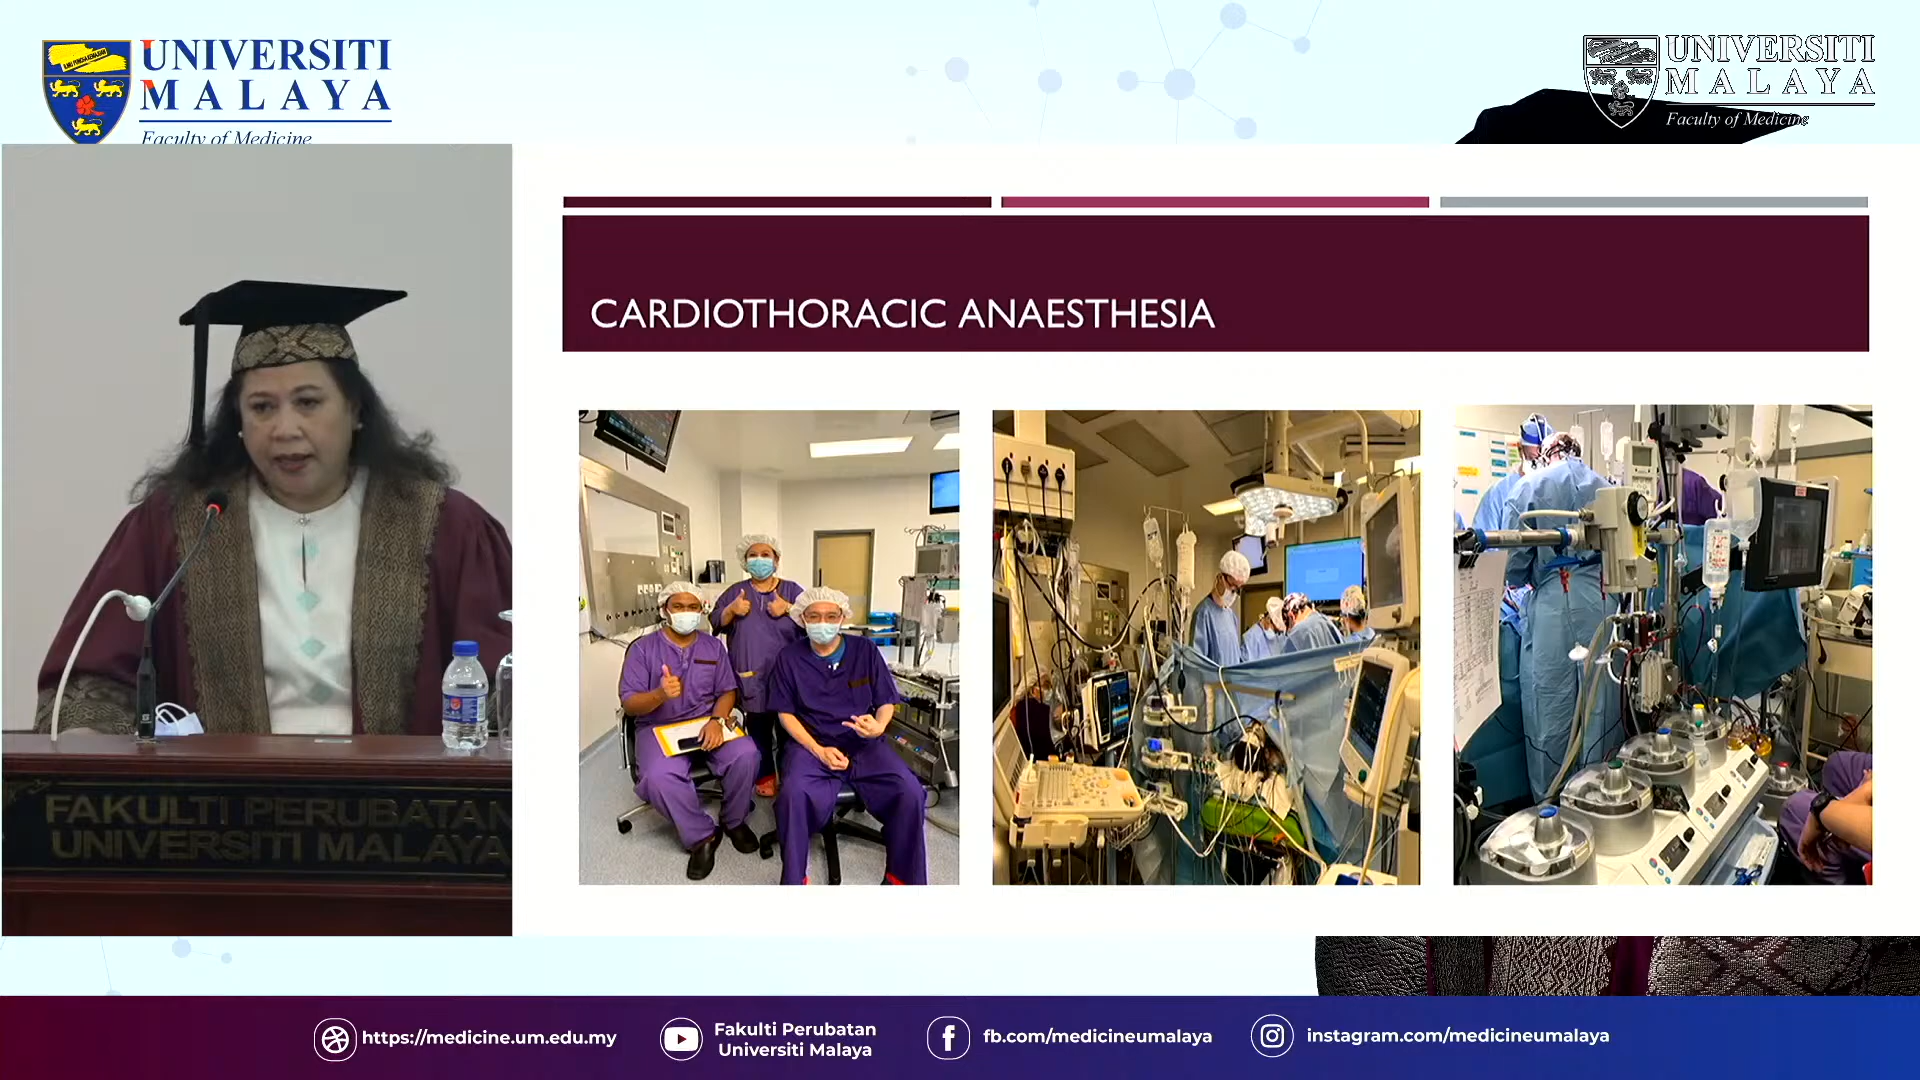 UNIVERSITI
MALAYA
Faculty of Medicine
UNIVERSITI
MALAYA
Faculty of Medicine
CARDIOTHORACIC ANAESTHESIA
FAKULTI PERUBATAN
UNIVERSITI MALAYA
https://medicine.um.edu.my
Fakulti Perubatan
Universiti Malaya
fb.com/medicineumalaya
instagram.com/medicineumalaya